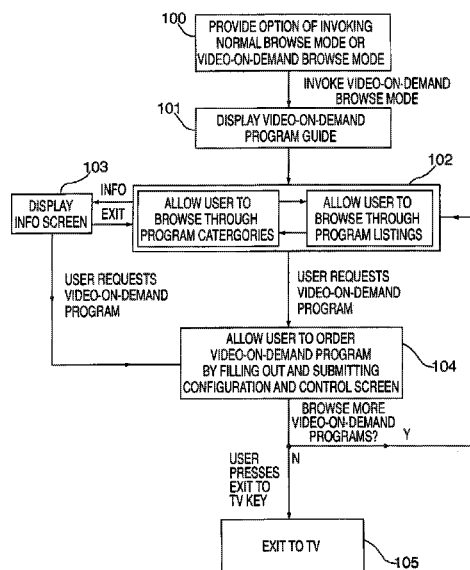 100
PROVIDE OPTION OF INVOKING
NORMAL BROWSE MODE OR
VIDEO-ON-DEMAND BROWSE MODE
INVOKE VIDEO-ON-DEMAND
BROWSE MODE
101
DISPLAY VIDEO-ON-DEMAND
PROGRAM GUIDE
103
102
DISPLAY
INFO SCREEN
INFO
EXIT
ALLOW USER TO
BROWSE THROUGH
PROGRAM CATERGORIES
ALLOW USER TO
BROWSE THROUGH
PROGRAM LISTINGS
USER REQUESTS
VIDEO-ON-DEMAND
PROGRAM
USER REQUESTS
VIDEO-ON-DEMAND
PROGRAM
ALLOW USER TO ORDER
VIDEO-ON-DEMAND PROGRAM
BY FILLING OUT AND SUBMITTING
CONFIGURATION AND CONTROL SCREEN
104
BROWSE MORE
VIDEO-ON-DEMAND
PROGRAMS?
Y
N
USER
PRESSES
EXIT TO
TV KEY
EXIT TO TV
105